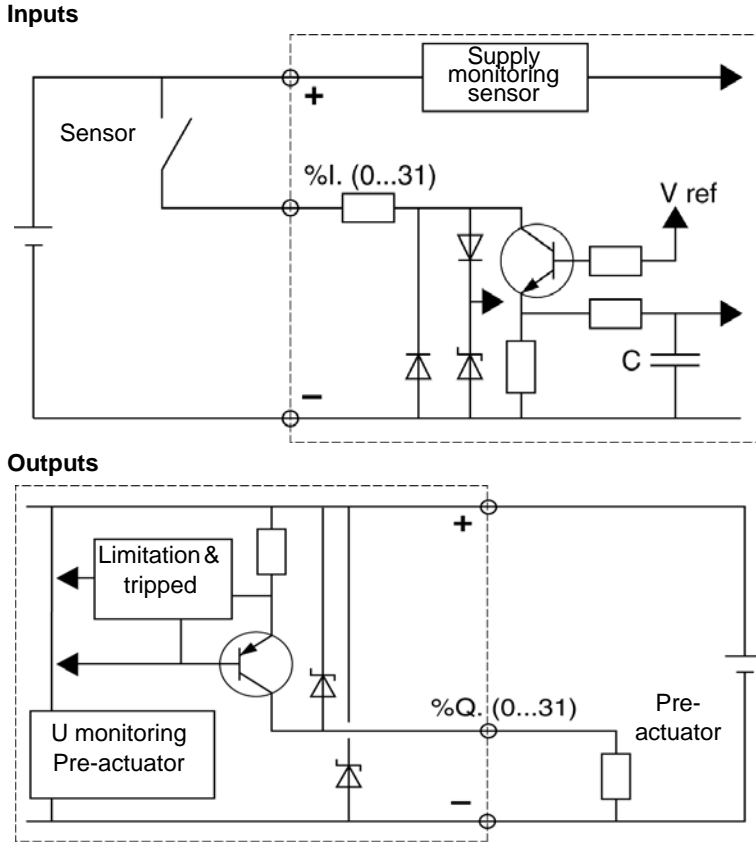 Inputs
Supply
monitoring
sensor
+
Sensor
%I. (0...31)
V ref
C
−
Outputs
+
Limitation &
tripped
%Q. (0...31)
Pre-
actuator
U monitoring
Pre-actuator
−